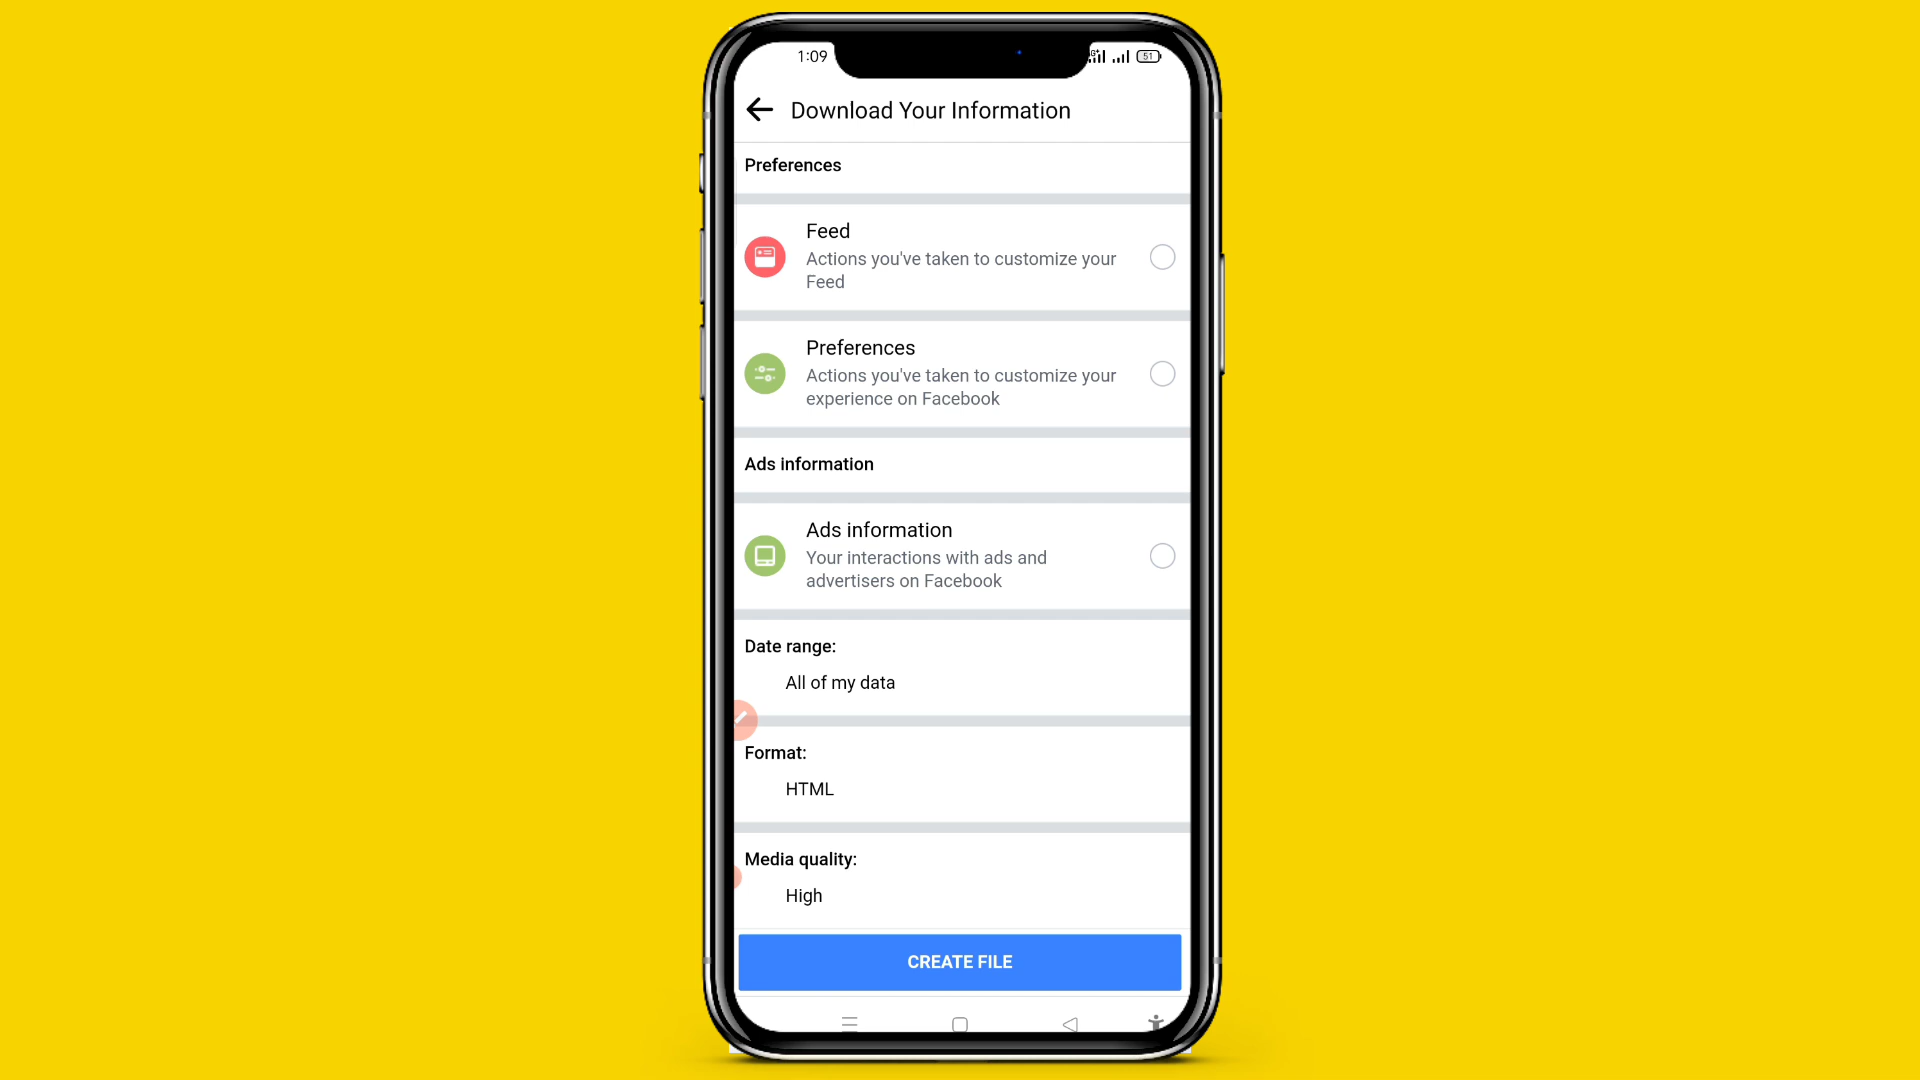 1:09
51
Download Your Information
Preferences
Feed
Actions you've taken to customize your
Feed
Preferences
Actions you've taken to customize your
experience on Facebook
Ads information
Ads information
Your interactions with ads and
advertisers on Facebook
Date range:
All of my data
Format:
HTML
Media quality:
High
CREATE FILE